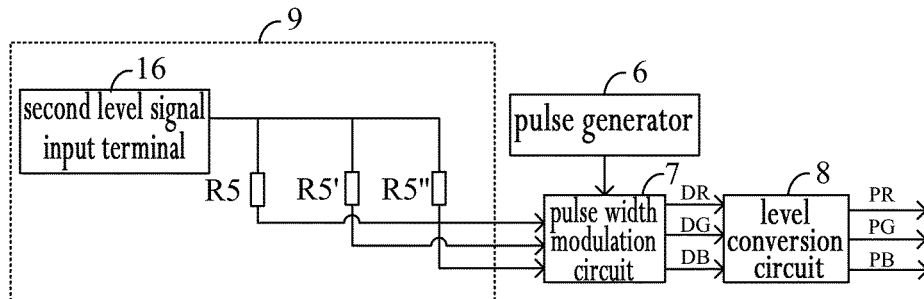 9
16
second level signal
input terminal
6
pulse generator
R5
R5'
R5"
7
pulse width
modulation
circuit
DR
DG
DB
8
level
conversion
circuit
PR
PG
PB